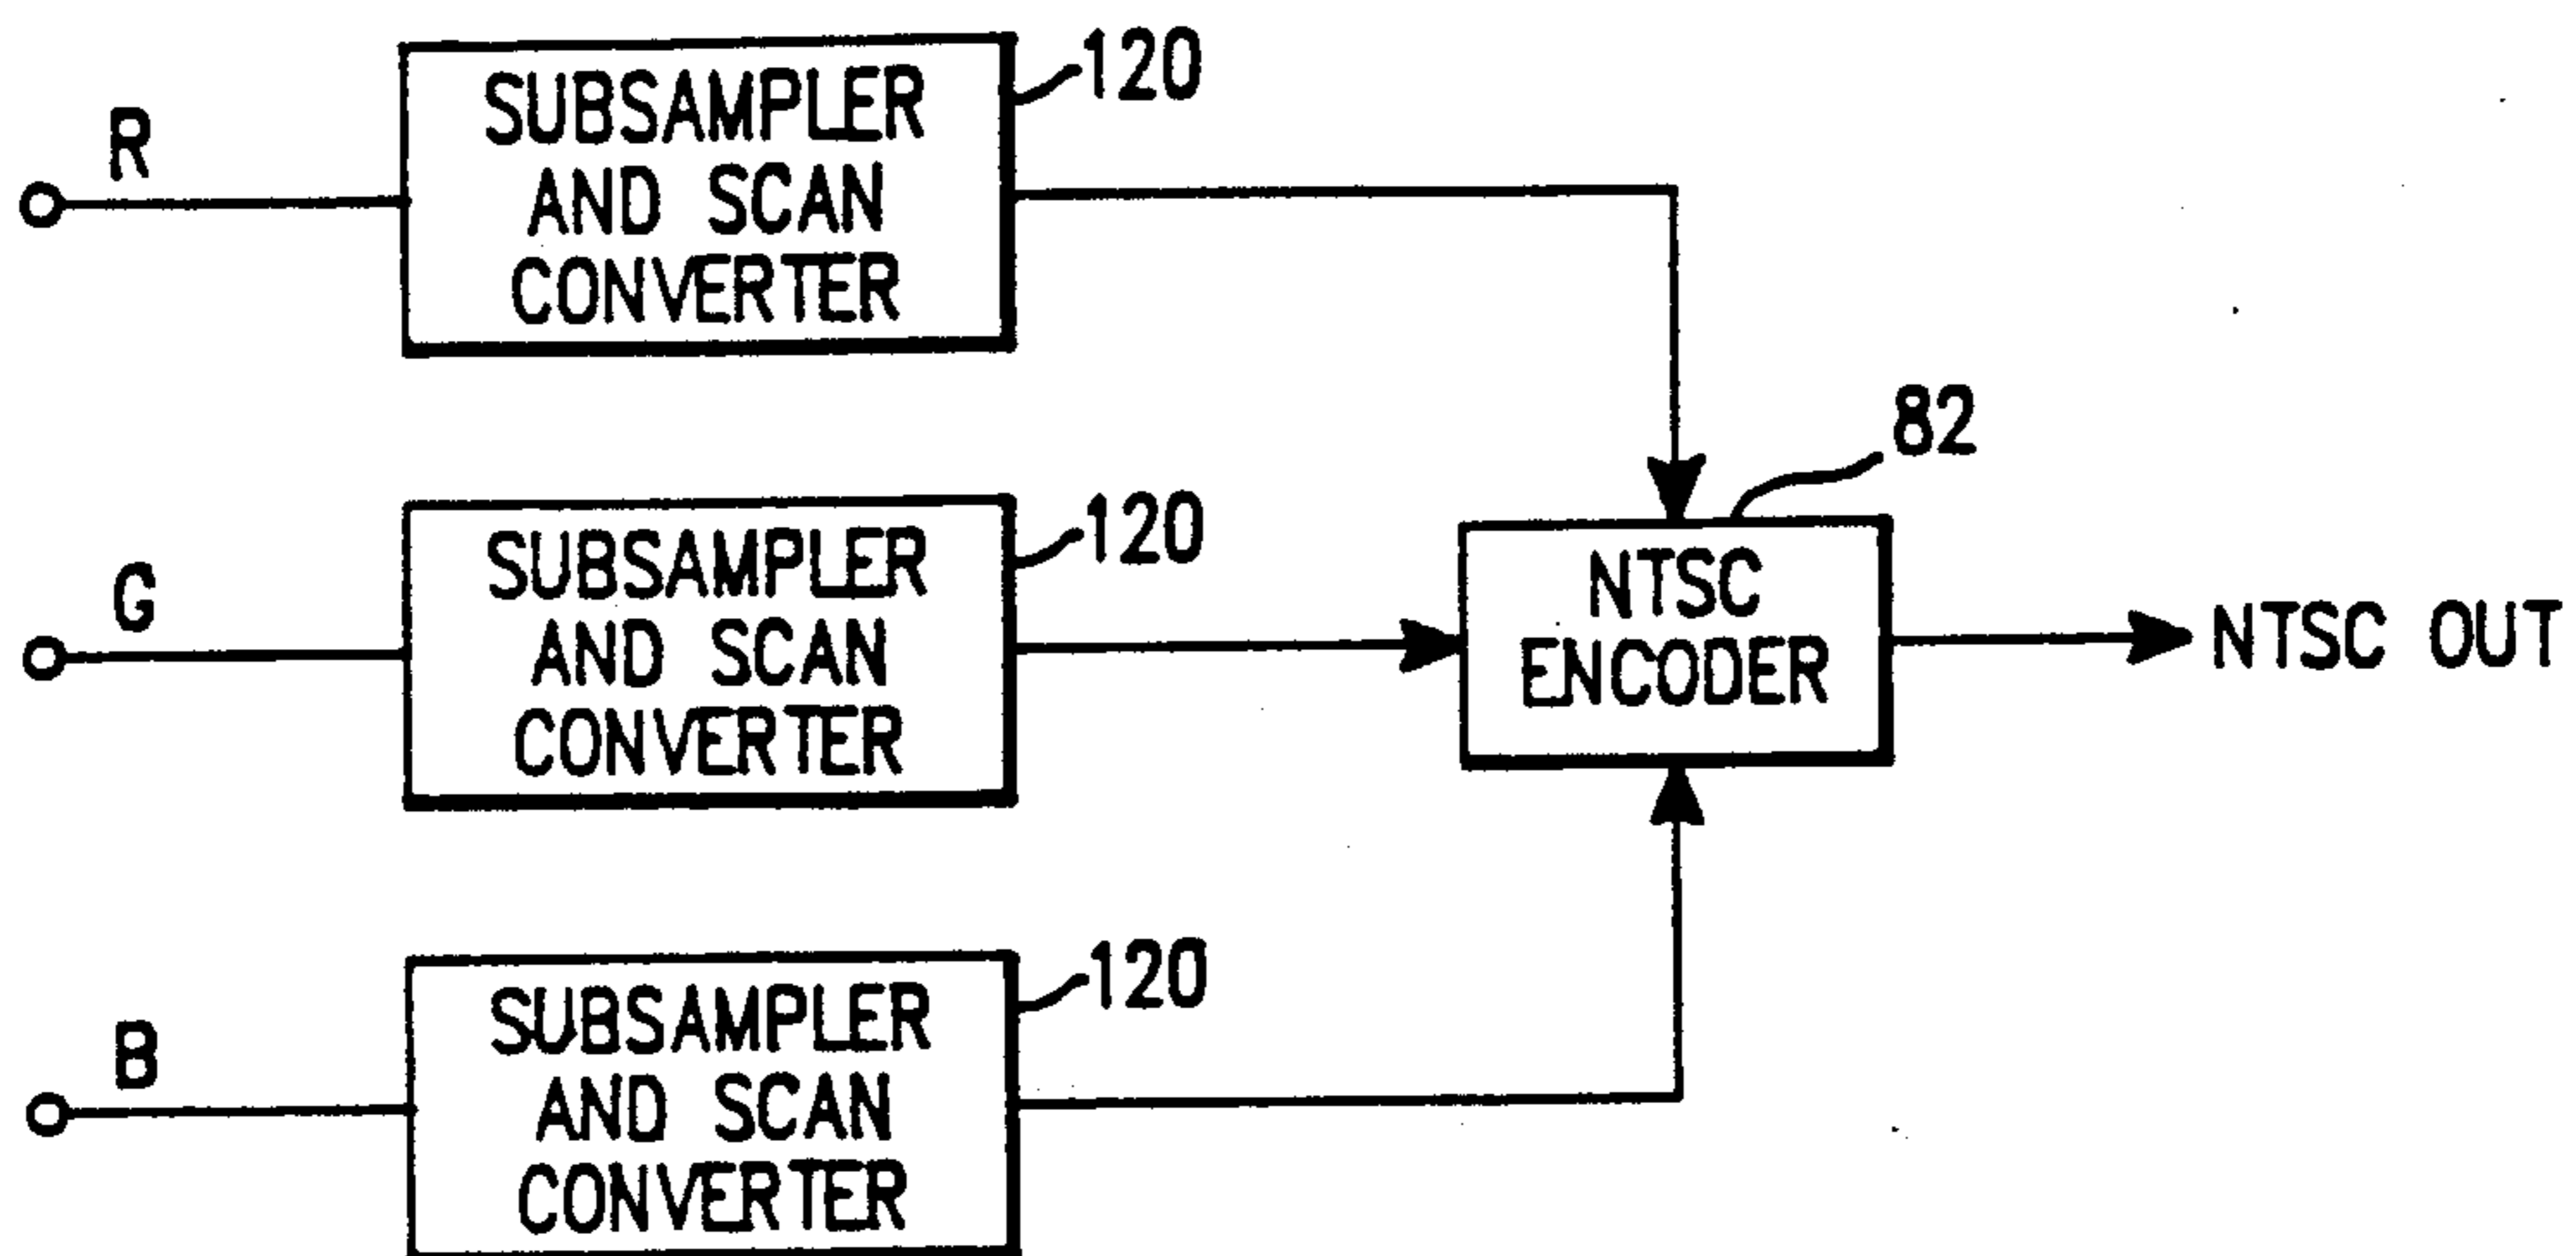 R
SUBSAMPLER
AND SCAN
CONVERTER
120
G
SUBSAMPLER
AND SCAN
CONVERTER
120
B
SUBSAMPLER
AND SCAN
CONVERTER
120
82
NTSC
ENCODER
NTSC OUT